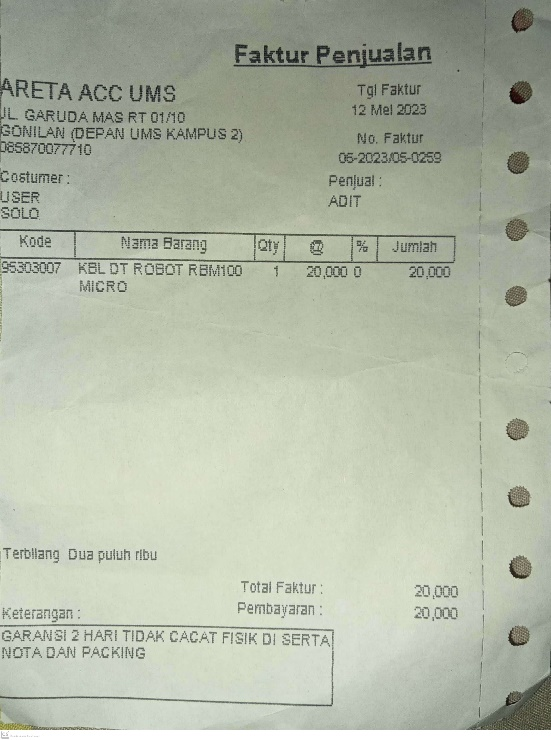 Faktur Penjualan
ARETA ACC UMS
JL. GARUDA MAS RT 01/10
GONILAN (DEPAN UMS KAMPUS 2)
085870077710
Tgl Faktur
12 Mei 2023
No. Faktur
06-2023/05-0259
Costumer :
USER
SOLO
Penjual :
ADIT
Kode Nama Barang Qty @ % Jumlah
95303007 KBL DT ROBOT RBM100 1 20,000 0 20,000
MICRO
Terbilang Dua puluh ribu
Total Faktur : 20,000
Pembayaran : 20,000
Keterangan :
GARANSI 2 HARI TIDAK CACAT FISIK DI SERTA
NOTA DAN PACKING